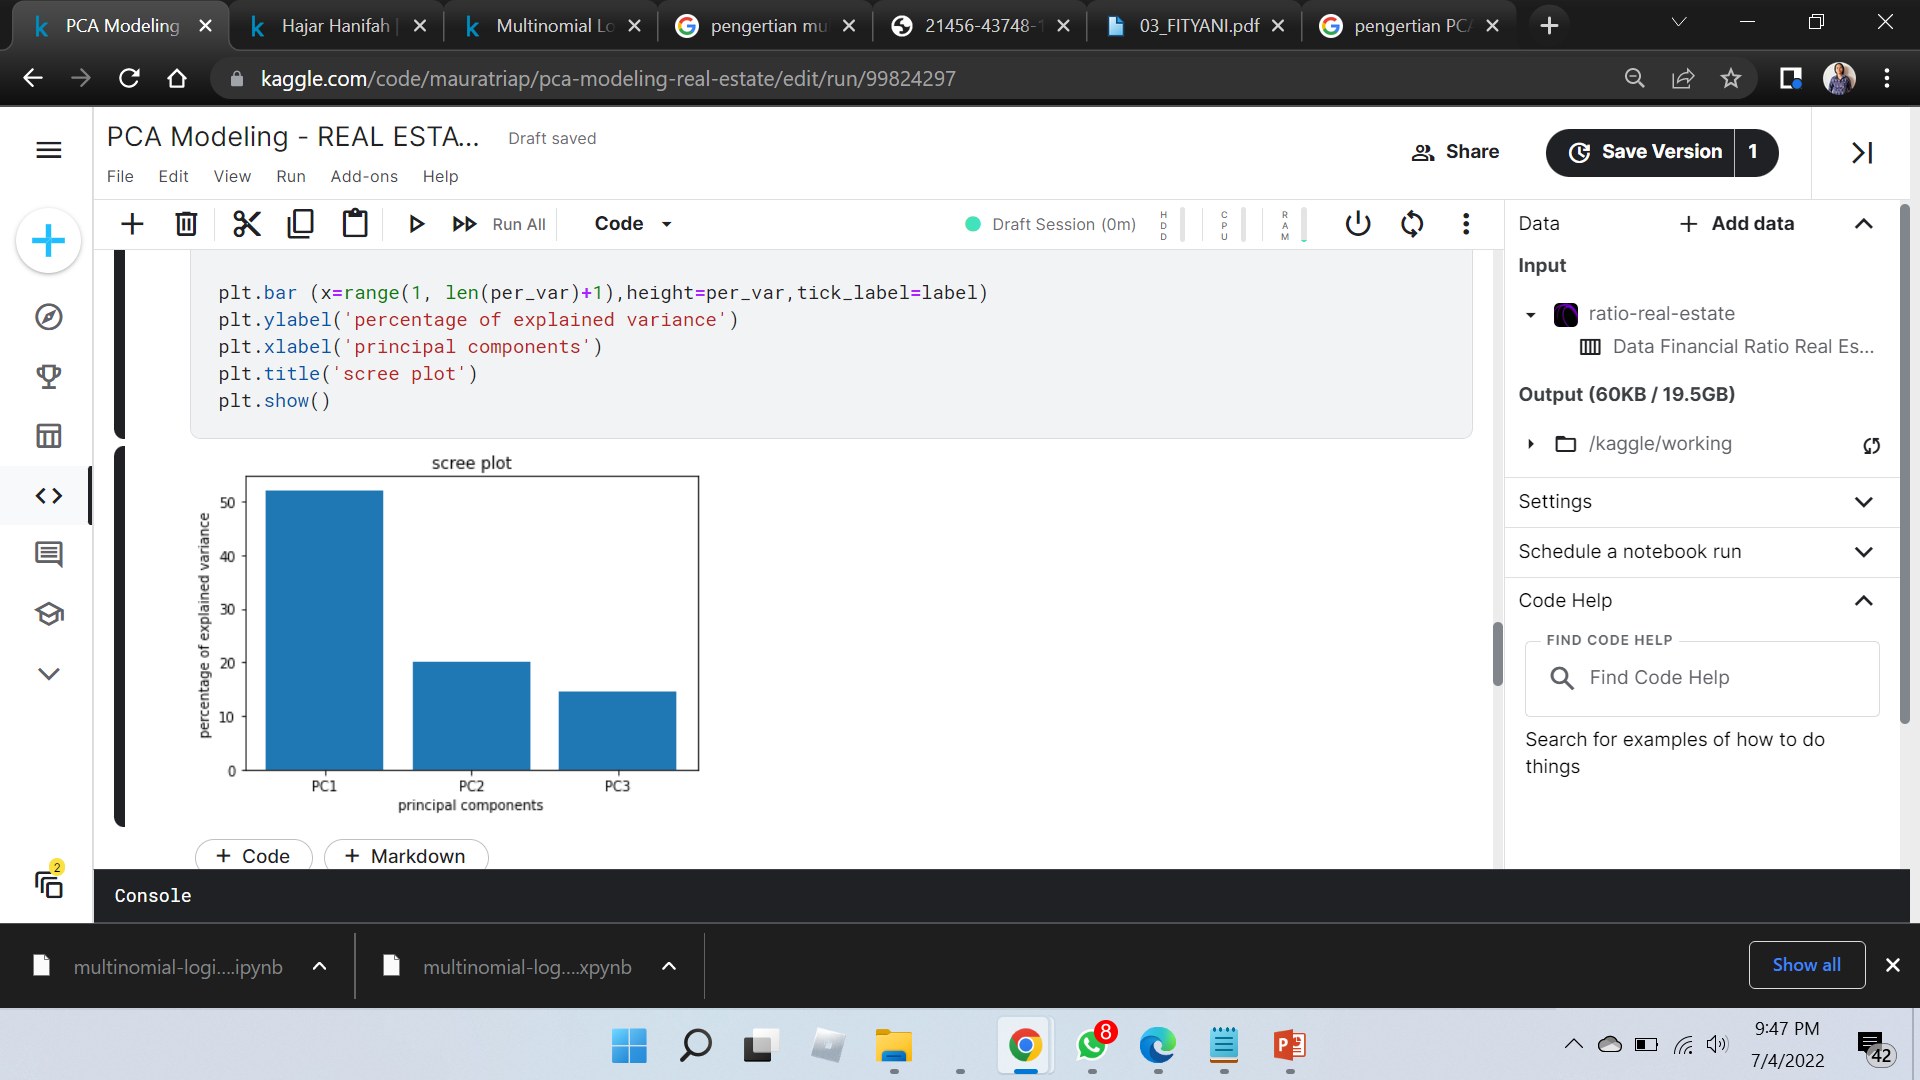 PCA Modeling
Hajar Hanifah |
Multinomial Lo
pengertian mu
21456-43748-1
03_FITYANI.pdf
pengertian PCA
kaggle.com/code/mauratriap/pca-modeling-real-estate/edit/run/99824297
PCA Modeling - REAL ESTA...
Draft saved
Share
Save Version
1
File
Edit
View
Run
Add-ons
Help
Run All
Code
Draft Session (0m)
HDD
CPU
RAM
plt.bar (x=range(1, len(per_var)+1),height=per_var,tick_label=label)
plt.ylabel('percentage of explained variance')
plt.xlabel('principal components')
plt.title('scree plot')
plt.show()
scree plot
percentage of explained variance
50
40
30
20
10
0
PC1
PC2
PC3
principal components
+ Code
+ Markdown
Console
Data
+ Add data
Input
ratio-real-estate
Data Financial Ratio Real Es...
Output (60KB / 19.5GB)
/kaggle/working
Settings
Schedule a notebook run
Code Help
FIND CODE HELP
Find Code Help
Search for examples of how to do
things
2
multinomial-logi....ipynb
multinomial-log....xpynb
Show all
8
9:47 PM
7/4/2022
42